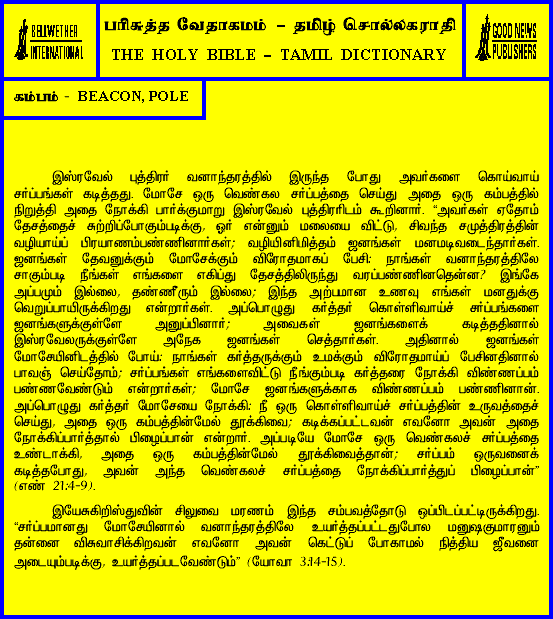 BELLWETHER
INTERNATIONAL
பரிசுத்த வேதாகமம் – தமிழ் சொல்லகராதி
THE HOLY BIBLE – TAMIL DICTIONARY
GOOD NEWS
PUBLISHERS
கம்பம் - BEACON, POLE
இஸ்ரவேல் புத்திரர் வனாந்தரத்தில் இருந்த போது அவர்களை கொய்வாய்
சர்ப்பங்கள் கடித்தது. மோசே ஒரு வெண்கல சர்ப்பத்தை செய்து அதை ஒரு கம்பத்தில்
நிறுத்தி அதை நோக்கி பார்க்குமாறு இஸ்ரவேல் புத்திரரிடம் கூறினார். “அவர்கள் ஏதோம்
தேசத்தைச் சுற்றிப்போகும்படிக்கு, ஓர் என்னும் மலையை விட்டு, சிவந்த சமுத்திரத்தின்
வழியாய்ப் பிரயாணம்பண்ணினார்கள்; வழியினிமித்தம் ஜனங்கள் மனமடிவடைந்தார்கள்.
ஜனங்கள் தேவனுக்கும் மோசேக்கும் விரோதமாகப் பேசி: நாங்கள் வனாந்தரத்திலே
சாகும்படி நீங்கள் எங்களை எகிப்து தேசத்திலிருந்து வரப்பண்ணினதென்ன? இங்கே
அப்பமும் இல்லை, தண்ணீரும் இல்லை; இந்த அற்பமான உணவு எங்கள் மனதுக்கு
வெறுப்பாயிருக்கிறது என்றார்கள். அப்பொழுது கர்த்தர் கொள்ளிவாய்ச் சர்ப்பங்களை
ஜனங்களுக்குள்ளே அனுப்பினார்; அவைகள் ஜனங்களைக் கடித்ததினால்
இஸ்ரவேலருக்குள்ளே அநேக ஜனங்கள் செத்தார்கள். அதினால் ஜனங்கள்
மோசேயினிடத்தில் போய்: நாங்கள் கர்த்தருக்கும் உமக்கும் விரோதமாய்ப் பேசினதினால்
பாவஞ் செய்தோம்; சர்ப்பங்கள் எங்களைவிட்டு நீங்கும்படி கர்த்தரை நோக்கி விண்ணப்பம்
பண்ணவேண்டும் என்றார்கள்; மோசே ஜனங்களுக்காக விண்ணப்பம் பண்ணினான்.
அப்பொழுது கர்த்தர் மோசேயை நோக்கி: நீ ஒரு கொள்ளிவாய்ச் சர்ப்பத்தின் உருவத்தைச்
செய்து, அதை ஒரு கம்பத்தின்மேல் தூக்கிவை; கடிக்கப்பட்டவன் எவனோ அவன் அதை
நோக்கிப்பார்த்தால் பிழைப்பான் என்றார். அப்படியே மோசே ஒரு வெண்கலச் சர்ப்பத்தை
உண்டாக்கி, அதை ஒரு கம்பத்தின்மேல் தூக்கிவைத்தான்; சர்ப்பம் ஒருவனைக்
கடித்தபோது, அவன் அந்த வெண்கலச் சர்ப்பத்தை நோக்கிப்பார்த்துப் பிழைப்பான்”
(எண் 21:4-9).
இயேசுகிறிஸ்துவின் சிலுவை மரணம் இந்த சம்பவத்தோடு ஒப்பிடப்பட்டிருக்கிறது.
“சர்ப்பமானது மோசேயினால் வனாந்தரத்திலே உயர்த்தப்பட்டதுபோல மனுஷகுமாரனும்
தன்னை விசுவாசிக்கிறவன் எவனோ அவன் கெட்டுப் போகாமல் நித்திய ஜீவனை
அடையும்படிக்கு, உயர்த்தப்படவேண்டும்” (யோவா 3:14-15).